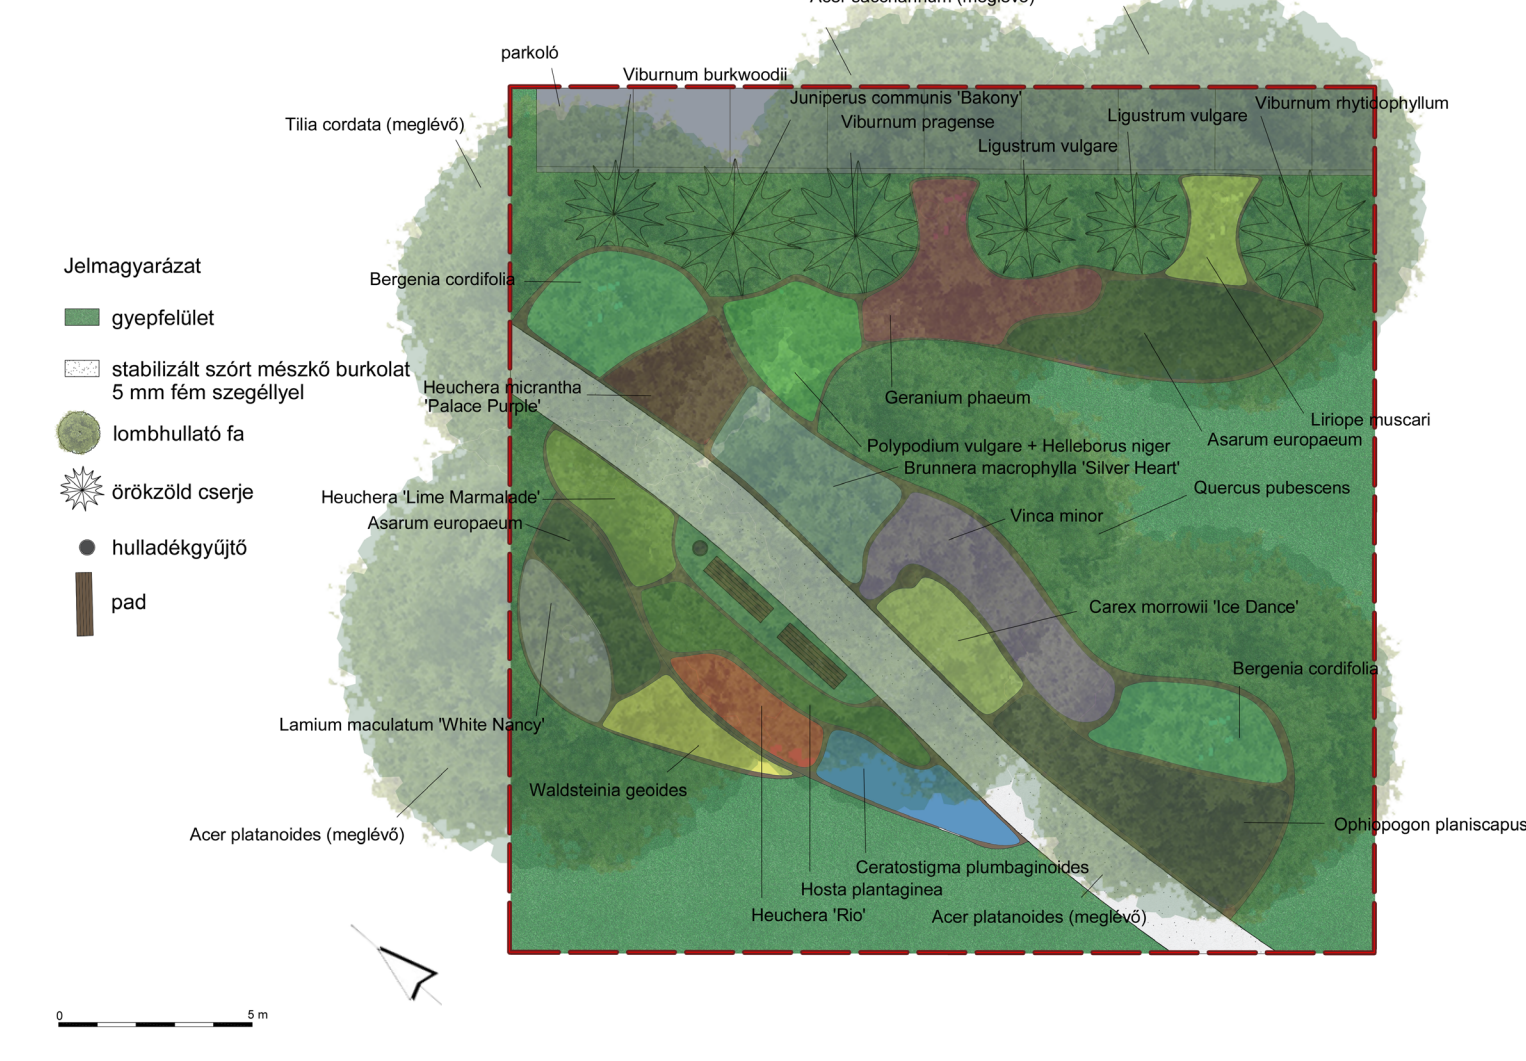 Acer saccharinum (meglévő)
parkoló
Viburnum burkwoodii
Juniperus communis 'Bakony'
Viburnum rhytidophyllum
Ligustrum vulgare
Viburnum pragense
Tilia cordata (meglévő)
Ligustrum vulgare
Jelmagyarázat
Bergenia cordifolia
gyepfelület
stabilizált szórt mészkő burkolat
5 mm fém szegéllyel
Heuchera micrantha
'Palace Purple'
Geranium phaeum
Liriope muscari
lombhullató fa
Asarum europaeum
Polypodium vulgare + Helleborus niger
Brunnera macrophylla 'Silver Heart'
Quercus pubescens
örökzöld cserje
Heuchera 'Lime Marmalade'
Vinca minor
Asarum europaeum
hulladékgyűjtő
pad
Carex morrowii 'Ice Dance'
Bergenia cordifolia
Lamium maculatum 'White Nancy'
Waldsteinia geoides
Ophiopogon planiscapus
Acer platanoides (meglévő)
Ceratostigma plumbaginoides
Hosta plantaginea
Heuchera 'Rio'
Acer platanoides (meglévő)
0 5 m